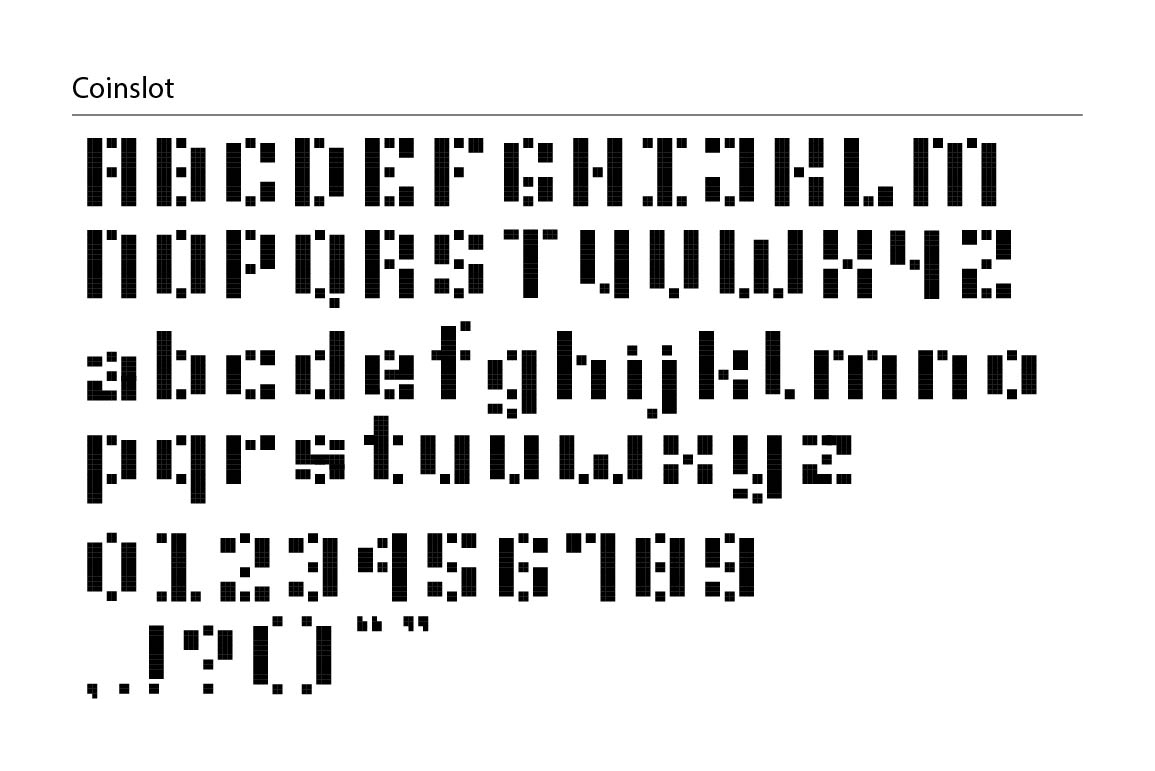 Coinslot
ABCDEFGHIJKLM
NOPQRSTUVWXYZ
abcdefghijklmno
pqrstuvwxyz
0123456789
,.!?()“”